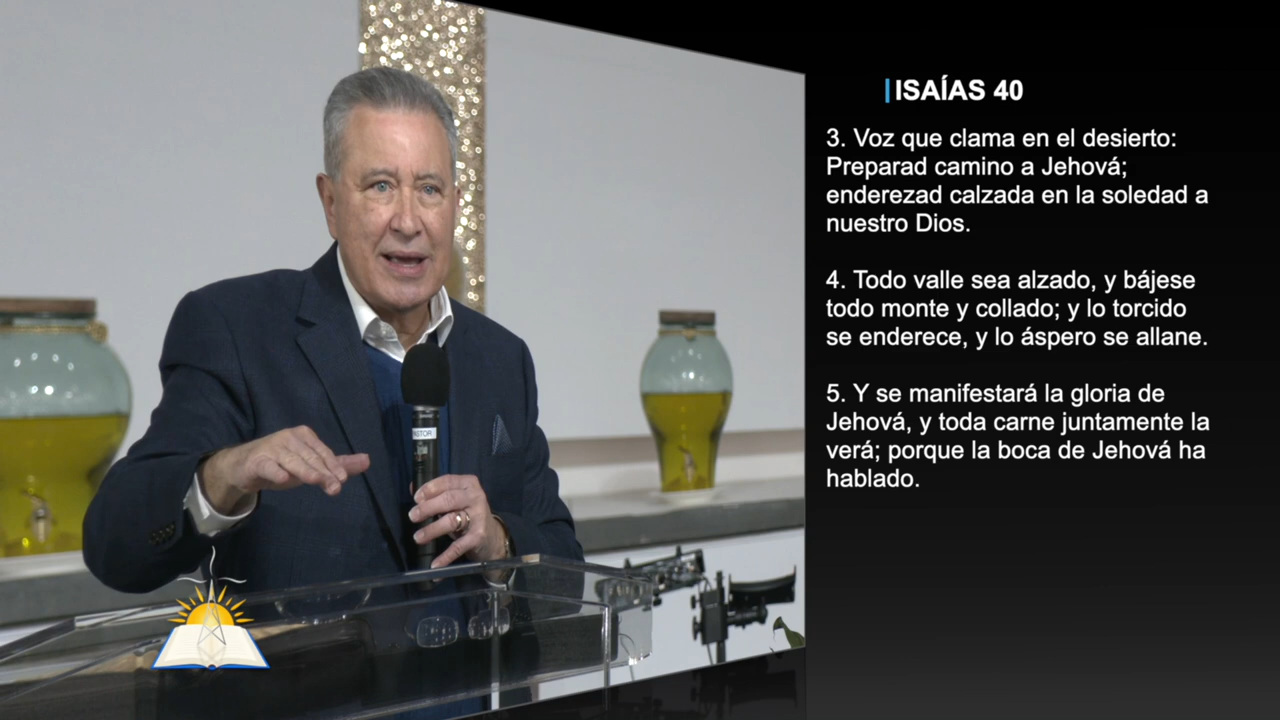 ISAÍAS 40
3. Voz que clama en el desierto:
Preparad camino a Jehová;
enderezad calzada en la soledad a
nuestro Dios.
4. Todo valle sea alzado, y bájese
todo monte y collado; y lo torcido
se enderece, y lo áspero se allane.
5. Y se manifestará la gloria de
Jehová, y toda carne juntamente la
verá; porque la boca de Jehová ha
hablado.